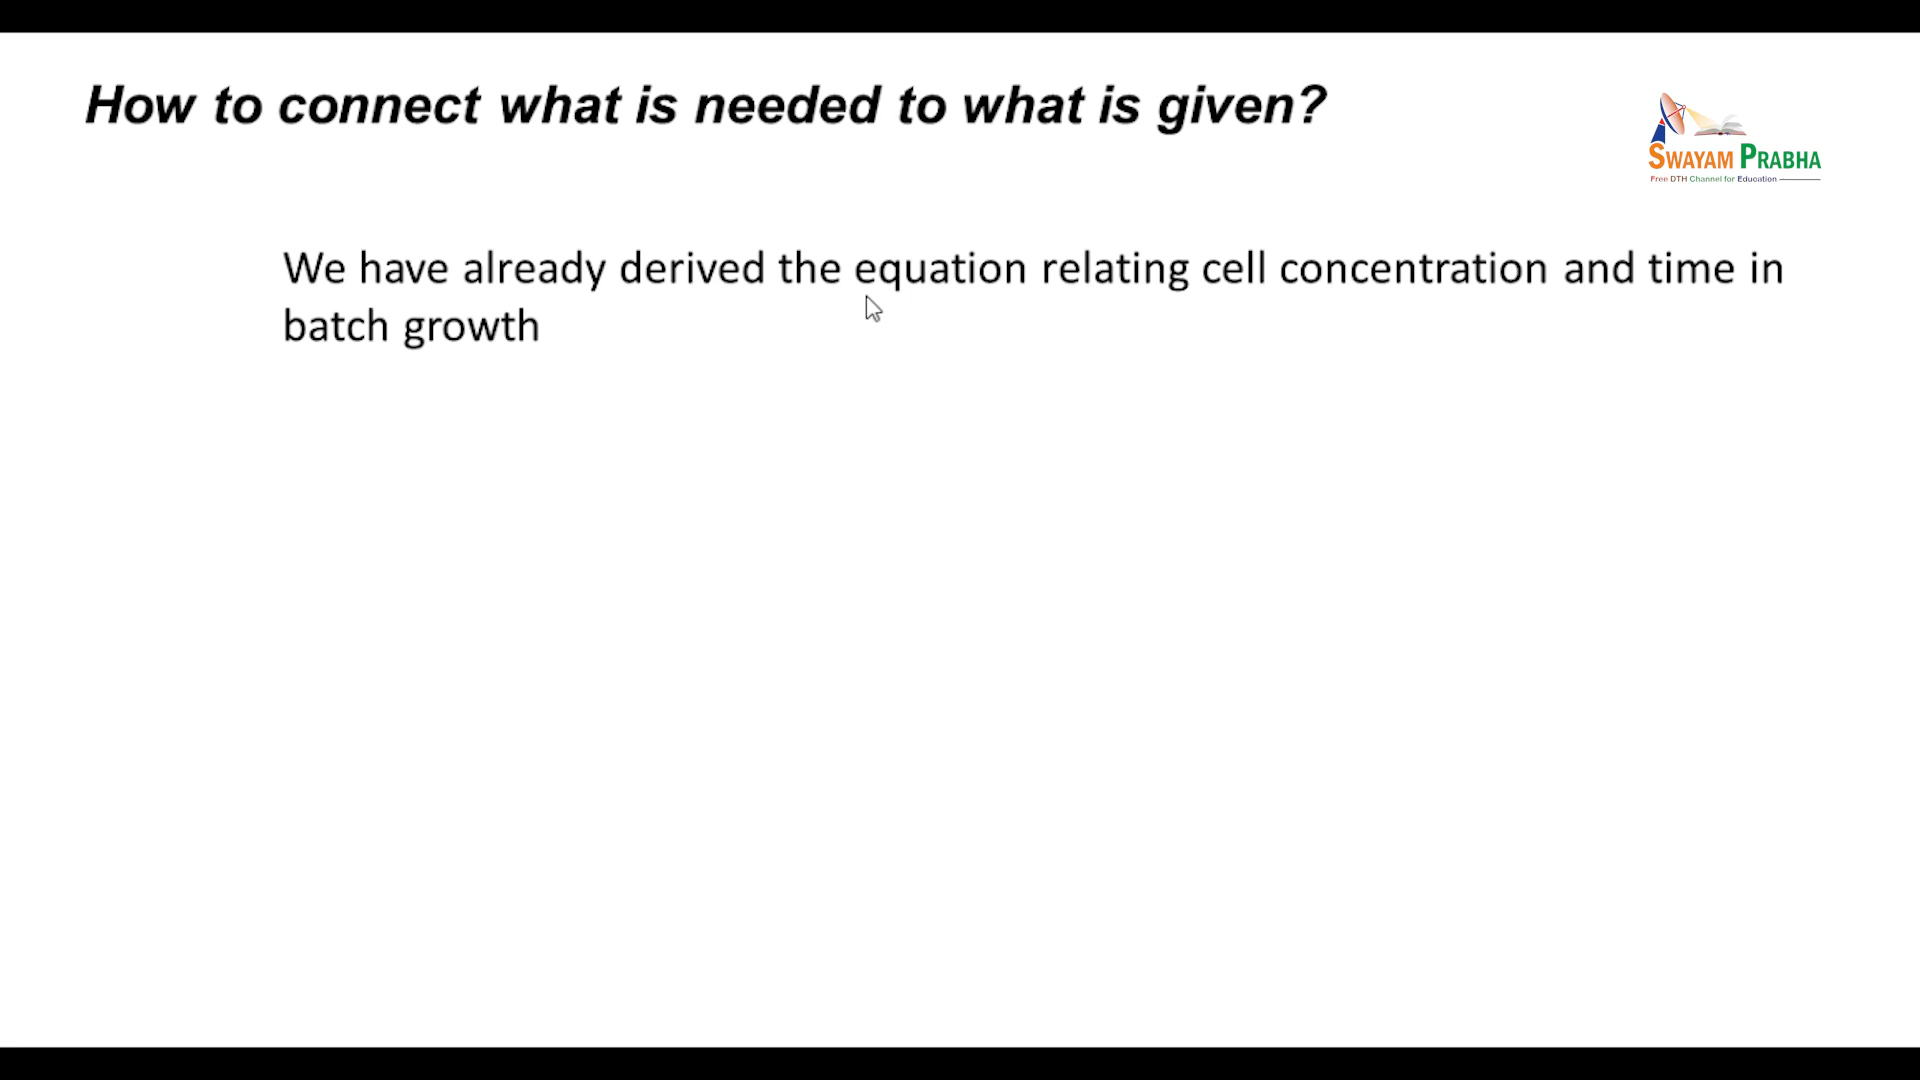 How to connect what is needed to what is given?
SWAYAM PRABHA
Free DTH Channel for Education
We have already derived the equation relating cell concentration and time in
batch growth